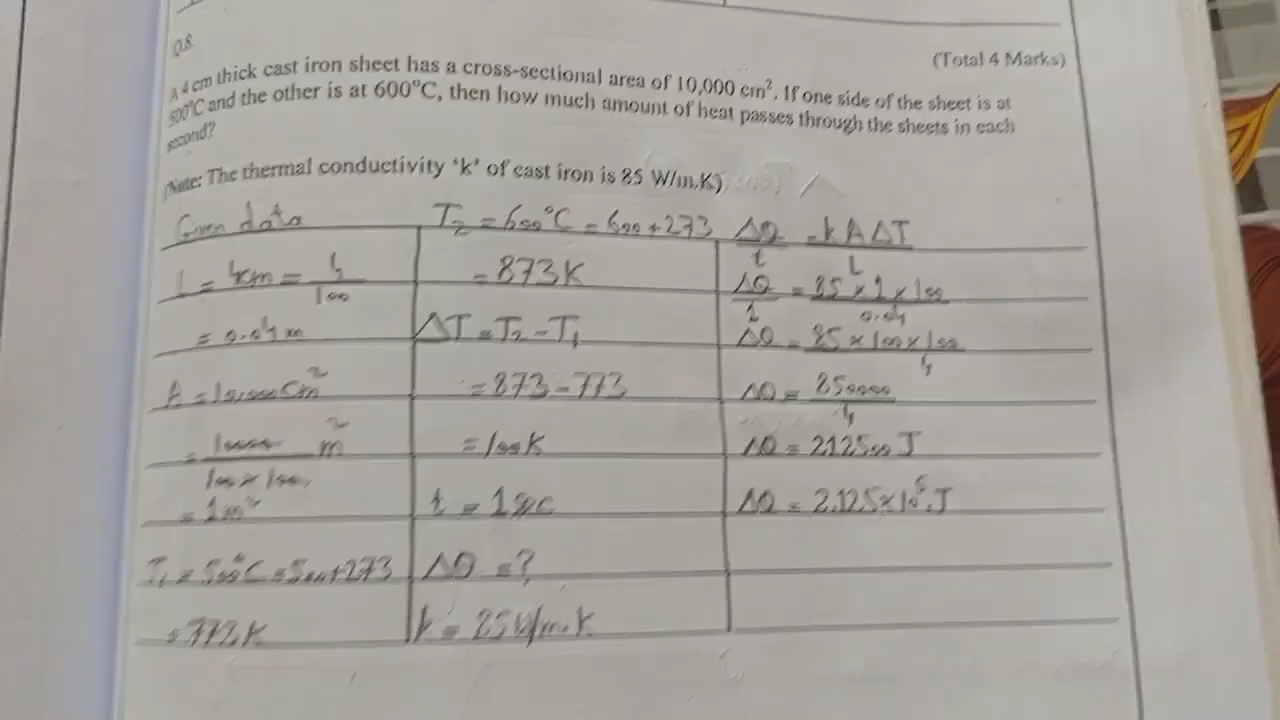 Q.8.
(Total 4 Marks)
A 4 cm thick cast iron sheet has a cross-sectional area of 10,000 cm². If one side of the sheet is at
500°C and the other is at 600°C, then how much amount of heat passes through the sheets in each
second?
(Note: The thermal conductivity ‘k’ of cast iron is 85 W/m.K)
Given data
L = 4cm = 4/100
= 0.04 m
A = 10,000 cm²
= 10000/100×100 m²
= 1m²
T₁ = 500°C = 500+273
= 773K
T₂ = 600°C = 600+273
= 873K
ΔT = T₂ - T₁
= 873 - 773
= 100K
t = 1 sec
ΔQ = ?
k = 85 W/m.K
ΔQ/t = kAΔT/L
ΔQ/1 = 85 × 1 × 100/0.04
ΔQ = 85 × 100 × 100/4
ΔQ = 850000/4
ΔQ = 212500 J
ΔQ = 2.125 × 10⁵ J